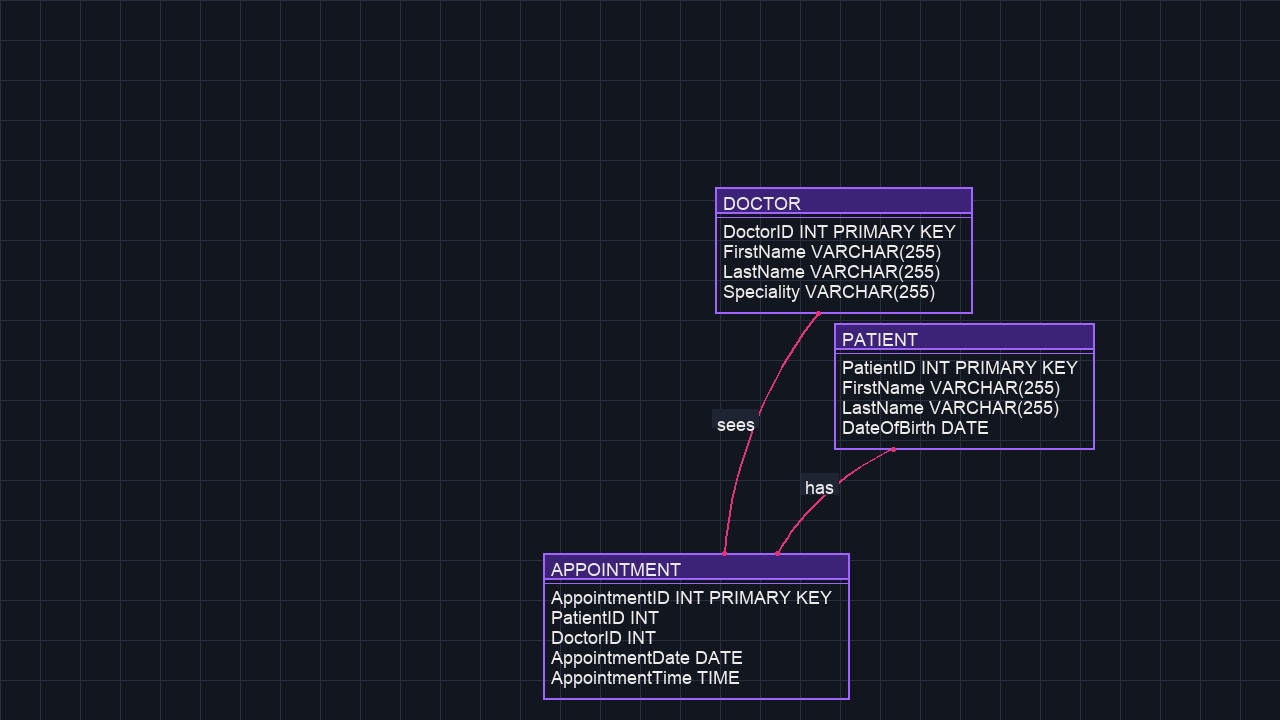 DOCTOR
DoctorID INT PRIMARY KEY
FirstName VARCHAR(255)
LastName VARCHAR(255)
Speciality VARCHAR(255)
PATIENT
PatientID INT PRIMARY KEY
FirstName VARCHAR(255)
LastName VARCHAR(255)
DateOfBirth DATE
sees
has
APPOINTMENT
AppointmentID INT PRIMARY KEY
PatientID INT
DoctorID INT
AppointmentDate DATE
AppointmentTime TIME